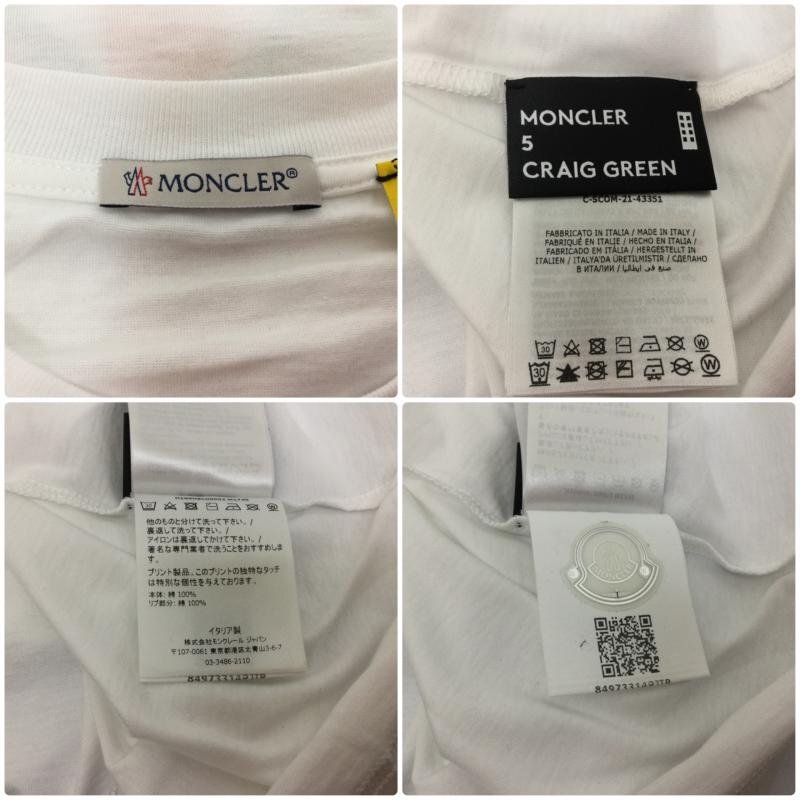 MONCLER®
MONCLER
5
CRAIG GREEN
C-SCOM-21-43351
FABBRICATO IN ITALIA / MADE IN ITALY /
FABRIQUÉ EN ITALIE / HECHO EN ITALIA /
FABRICADO EM ITÁLIA / HERGESTELLT IN
ITALIEN / ITALYA'DA ÜRETILMISTIR / СДЕЛАНО
В ИТАЛИИ / صنع في ايطاليا
30
W
30
W
他のものと分けて洗って下さい。/
裏返して洗って下さい。/
アイロンは裏返してかけて下さい。/
著名な専門業者で洗うことをおすすめしま
す。
プリント製品。このプリントの独特なタッチ
は特別な個性を与えております。
本体: 綿 100%
リブ部分: 綿 100%
イタリア製
株式会社モンクレール ジャパン
〒107-0061 東京都港区北青山3-6-7
03-3486-2110
MONCLER